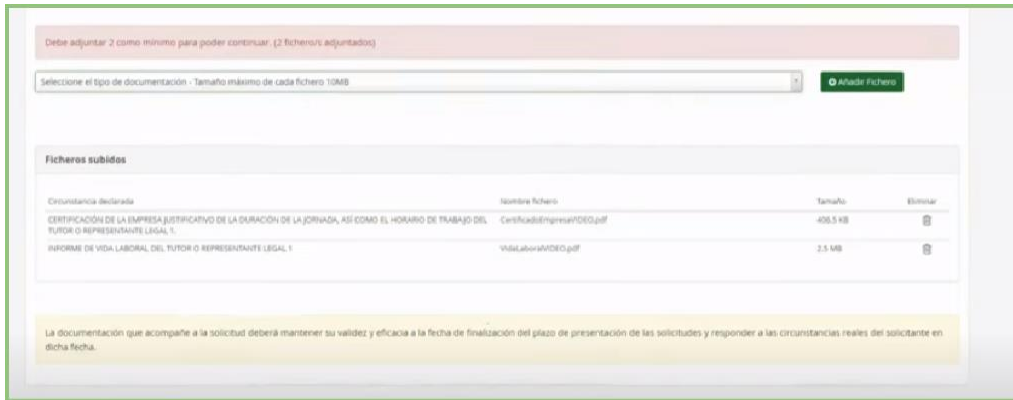 Debe adjuntar 2 como mínimo para poder continuar. (2 fichero/s adjuntados)
Seleccione el tipo de documentación - Tamaño máximo de cada fichero 10MB
Añadir Fichero
Ficheros subidos
Circunstancia declarada Nombre fichero Tamaño Eliminar
CERTIFICACIÓN DE LA EMPRESA JUSTIFICATIVO DE LA DURACIÓN DE LA JORNADA, ASÍ COMO EL HORARIO DE TRABAJO DEL CertificadoEmpresaVIDEO.pdf 406.5 KB
TUTOR O REPRESENTANTE LEGAL 1.
INFORME DE VIDA LABORAL DEL TUTOR O REPRESENTANTE LEGAL 1 VidaLaboralVIDEO.pdf 2.5 MB
La documentación que acompañe a la solicitud deberá mantener su validez y eficacia a la fecha de finalización del plazo de presentación de las solicitudes y responder a las circunstancias reales del solicitante en
dicha fecha.